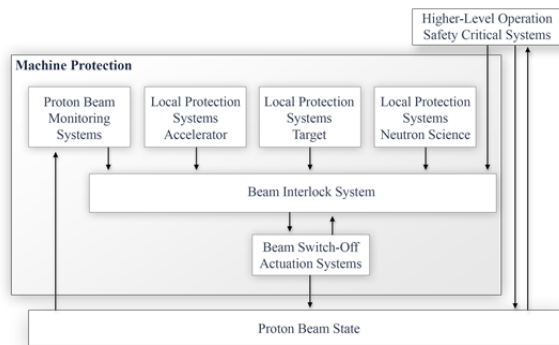 Higher-Level Operation
Safety Critical Systems
Machine Protection
Proton Beam
Monitoring
Systems
Local Protection
Systems
Accelerator
Local Protection
Systems
Target
Local Protection
Systems
Neutron Science
Beam Interlock System
Beam Switch-Off
Actuation Systems
Proton Beam State